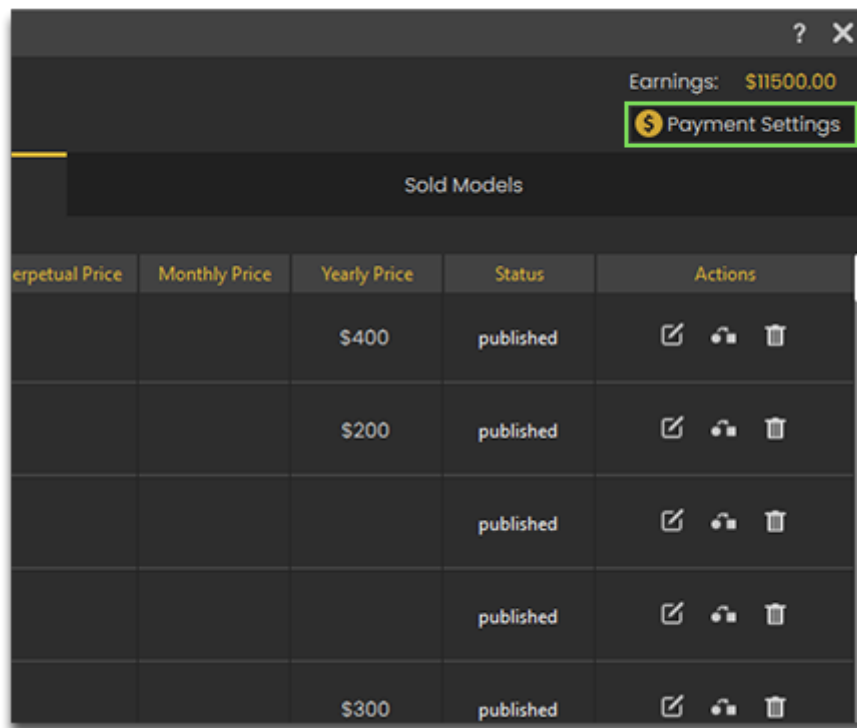 ?
Earnings: $11500.00
$ Payment Settings
Sold Models
erpetual Price Monthly Price Yearly Price Status Actions
$400 published
$200 published
published
published
$300 published